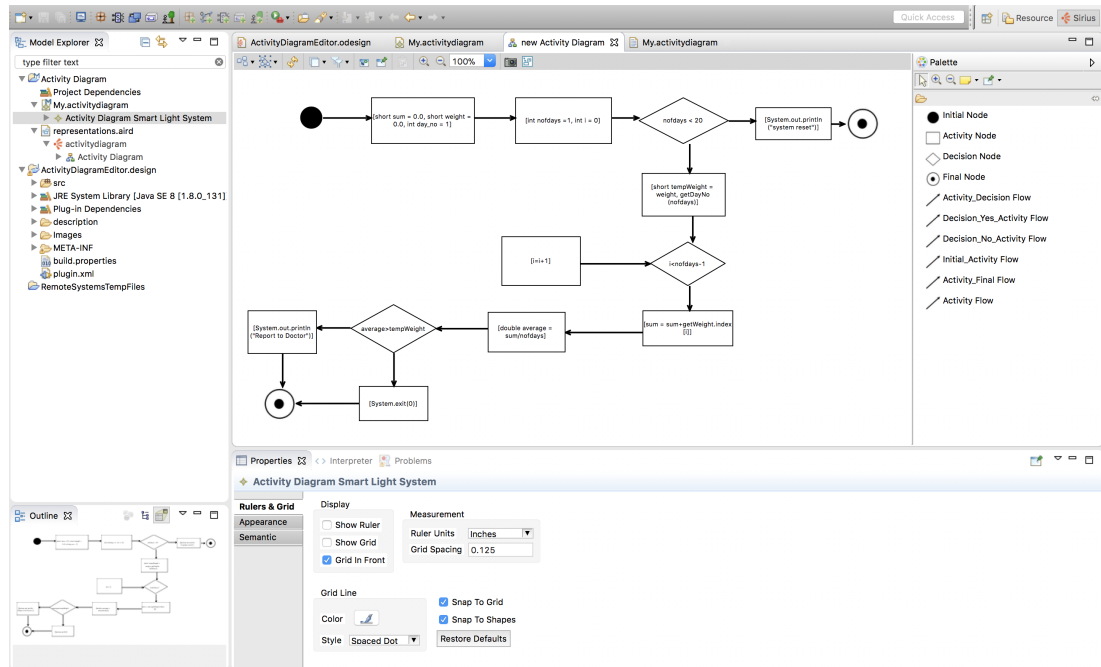 Quick Access
Resource
Sirius
Model Explorer
type filter text
Activity Diagram
Project Dependencies
My.activitydiagram
Activity Diagram Smart Light System
representations.aird
activitydiagram
Activity Diagram
ActivityDiagramEditor.design
src
JRE System Library [Java SE 8 [1.8.0_131]
Plug-in Dependencies
description
Images
META-INF
build.properties
plugin.xml
RemoteSystemsTempFiles
ActivityDiagramEditor.odesign
My.activitydiagram
new Activity Diagram
My.activitydiagram
100%
[short sum = 0.0, short weight =
0.0, int day_no = 1]
[int nofdays =1, int i = 0]
nofdays < 20
[System.out.println
("system reset")]
[short tempWeight =
weight, getDayNo
(nofdays)]
[i=i+1]
i<nofdays-1
[System.out.println
("Report to Doctor")]
average>tempWeight
[double average =
sum/nofdays]
[sum = sum+getWeight.index
[i]]
[System.exit(0)]
Palette
Initial Node
Activity Node
Decision Node
Final Node
Activity_Decision Flow
Decision_Yes_Activity Flow
Decision_No_Activity Flow
Initial_Activity Flow
Activity_Final Flow
Activity Flow
Properties
Interpreter
Problems
Activity Diagram Smart Light System
Rulers & Grid
Appearance
Semantic
Display
Show Ruler
Show Grid
Grid In Front
Measurement
Ruler Units
Inches
Grid Spacing
0.125
Grid Line
Color
Style
Spaced Dot
Snap To Grid
Snap To Shapes
Restore Defaults
Outline